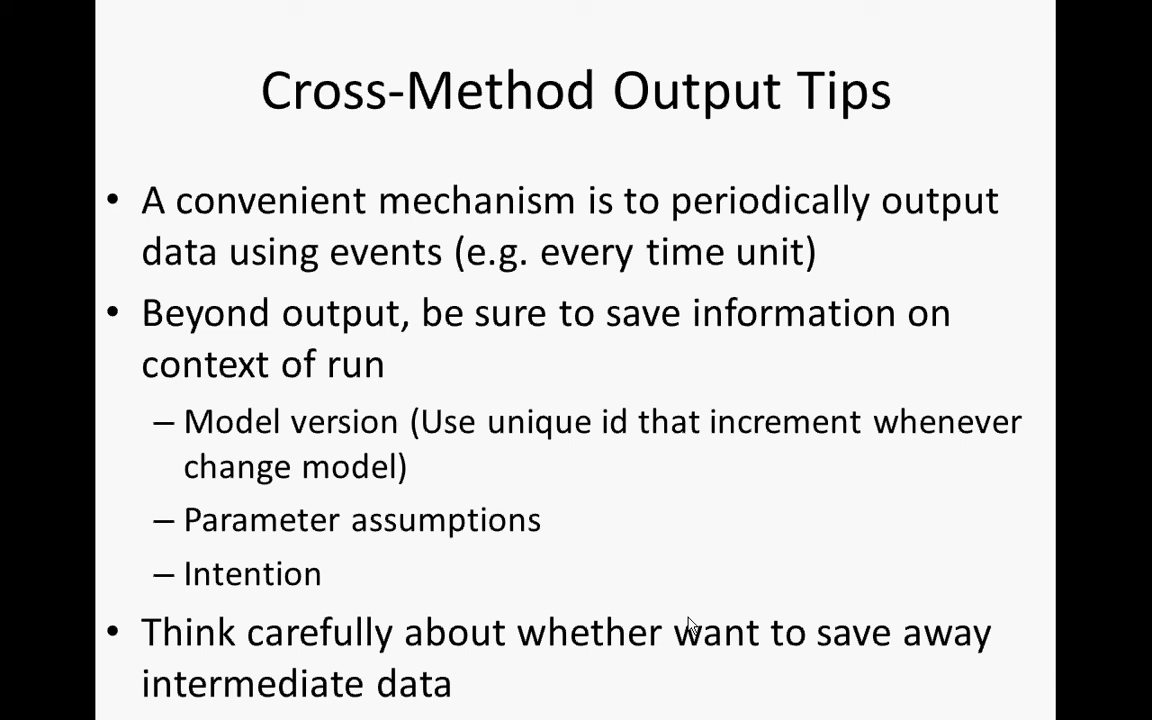 Cross-Method Output Tips
• A convenient mechanism is to periodically output
data using events (e.g. every time unit)
• Beyond output, be sure to save information on
context of run
– Model version (Use unique id that increment whenever
change model)
– Parameter assumptions
– Intention
• Think carefully about whether want to save away
intermediate data